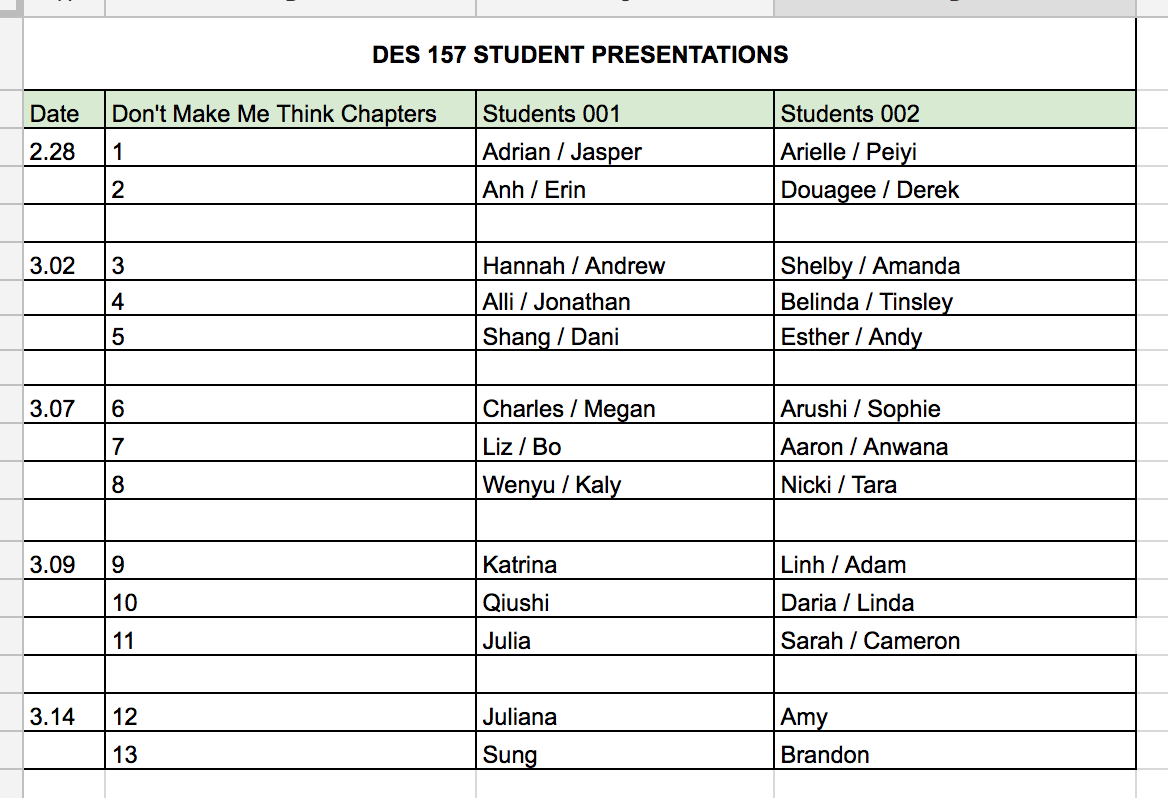 DES 157 STUDENT PRESENTATIONS
Date Don't Make Me Think Chapters Students 001 Students 002
2.28 1 Adrian / Jasper Arielle / Peiyi
2 Anh / Erin Douagee / Derek
3.02 3 Hannah / Andrew Shelby / Amanda
4 Alli / Jonathan Belinda / Tinsley
5 Shang / Dani Esther / Andy
3.07 6 Charles / Megan Arushi / Sophie
7 Liz / Bo Aaron / Anwana
8 Wenyu / Kaly Nicki / Tara
3.09 9 Katrina Linh / Adam
10 Qiushi Daria / Linda
11 Julia Sarah / Cameron
3.14 12 Juliana Amy
13 Sung Brandon